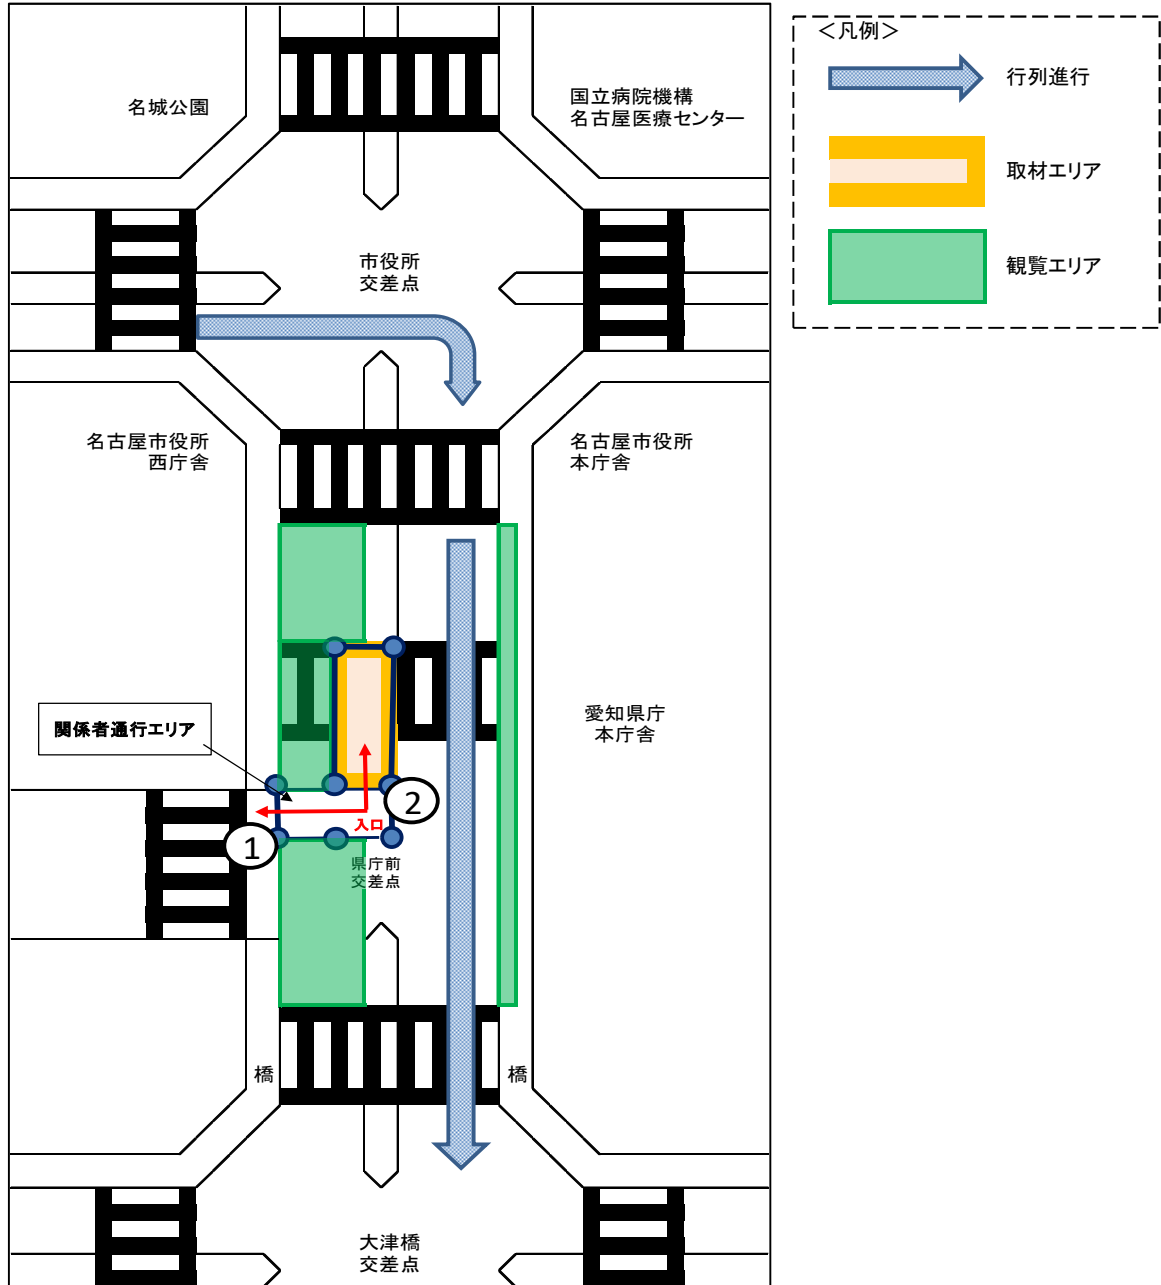 ＜凡例＞
行列進行
取材エリア
観覧エリア
名城公園
国立病院機構
名古屋医療センター
市役所
交差点
名古屋市役所
西庁舎
名古屋市役所
本庁舎
関係者通行エリア
愛知県庁
本庁舎
2
入口
1
県庁前
交差点
橋
橋
大津橋
交差点